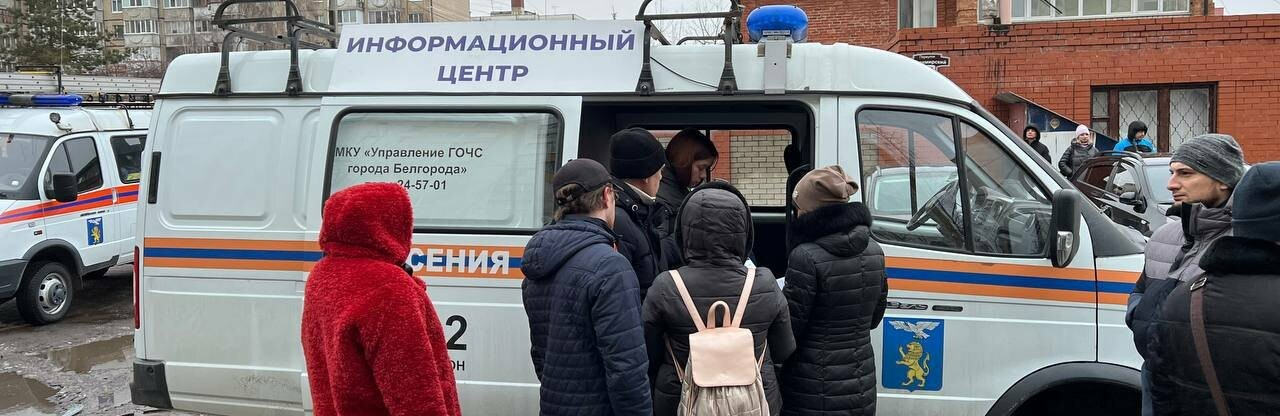 ИНФОРМАЦИОННЫЙ
ЦЕНТР
МКУ «Управление ГОЧС
города Белгорода»
24-57-01
СЕНИЯ
2